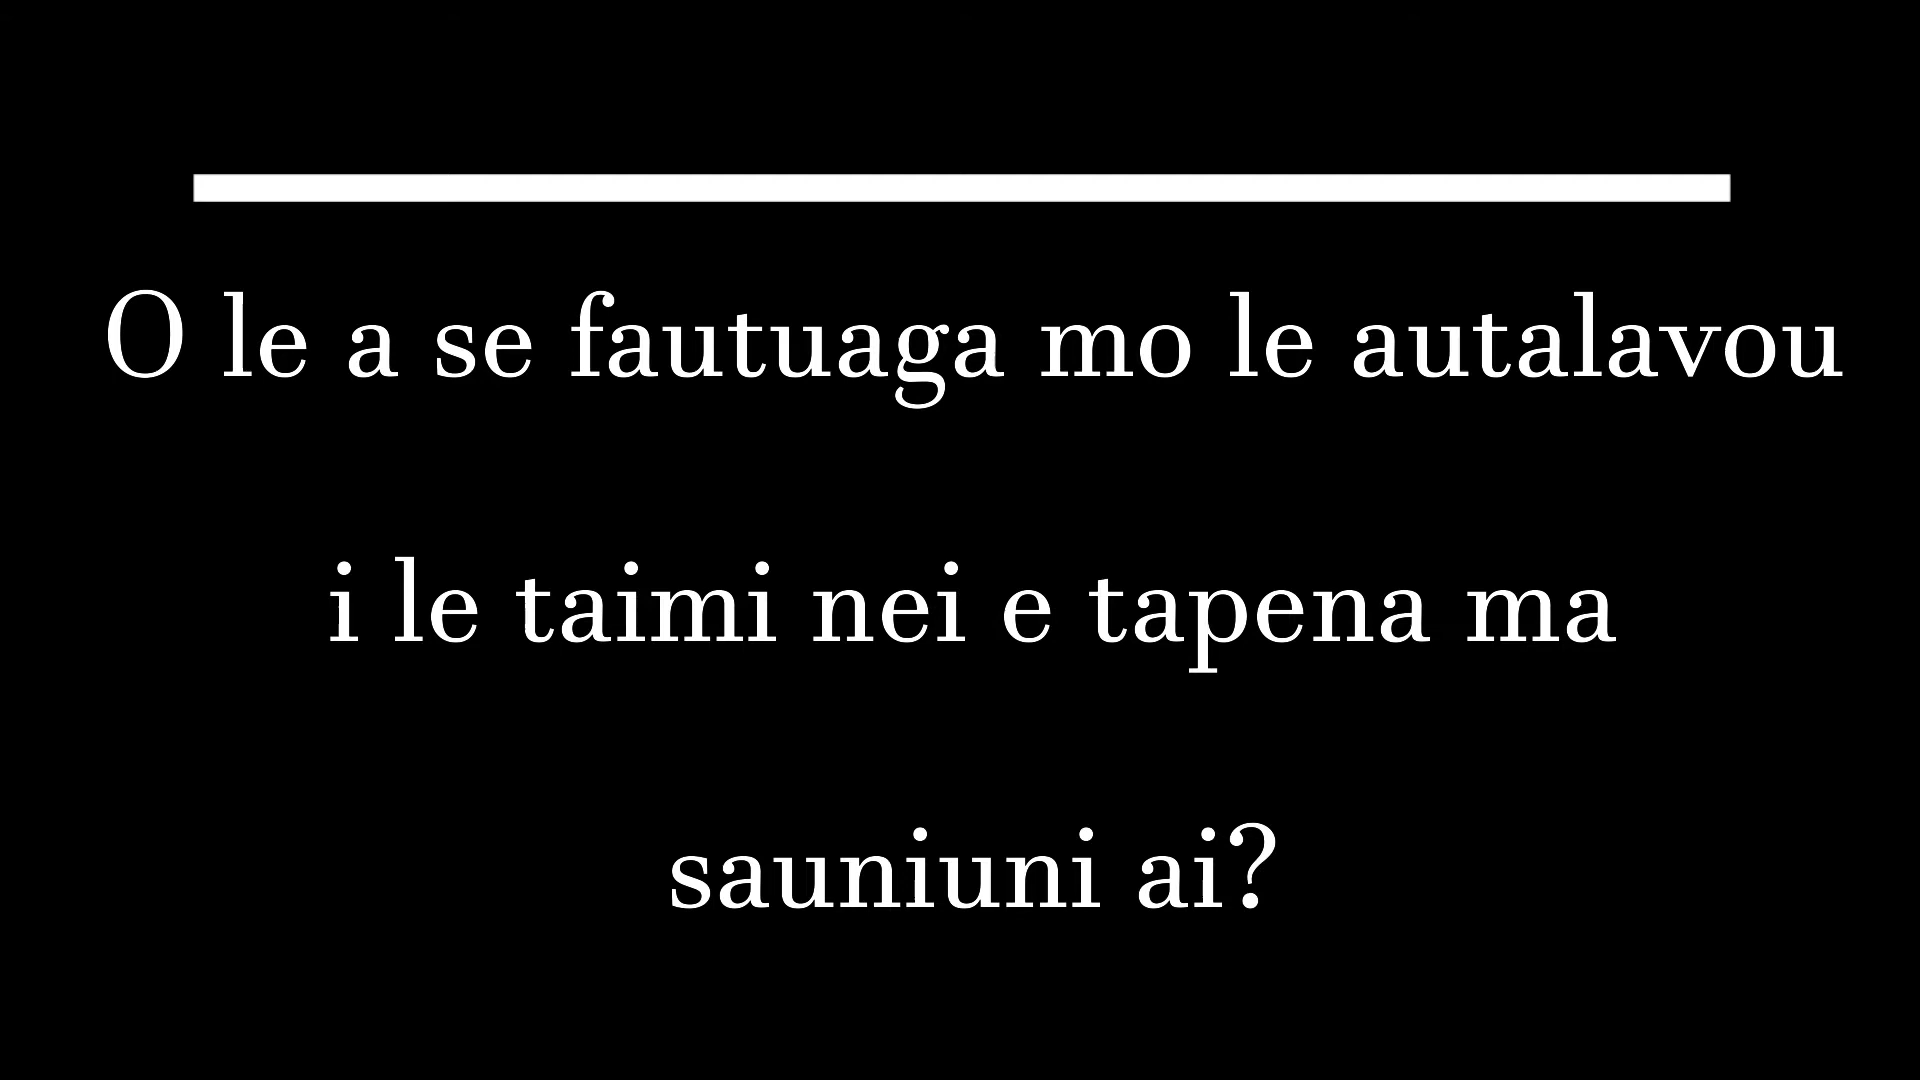 O le a se fautuaga mo le autalavou
i le taimi nei e tapena ma
sauniuni ai?